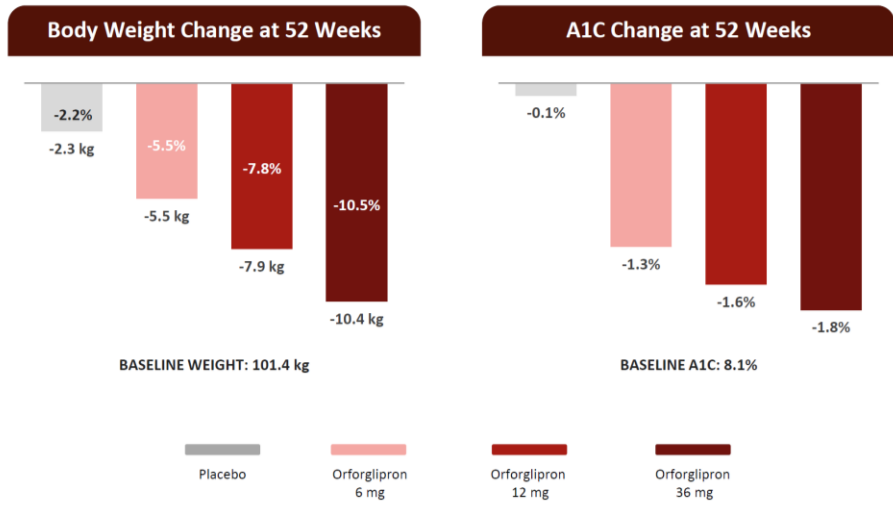 Body Weight Change at 52 Weeks
-2.2%
-2.3 kg
-5.5%
-5.5 kg
-7.8%
-7.9 kg
-10.5%
-10.4 kg
BASELINE WEIGHT: 101.4 kg
A1C Change at 52 Weeks
-0.1%
-1.3%
-1.6%
-1.8%
BASELINE A1C: 8.1%
Placebo
Orforglipron
6 mg
Orforglipron
12 mg
Orforglipron
36 mg